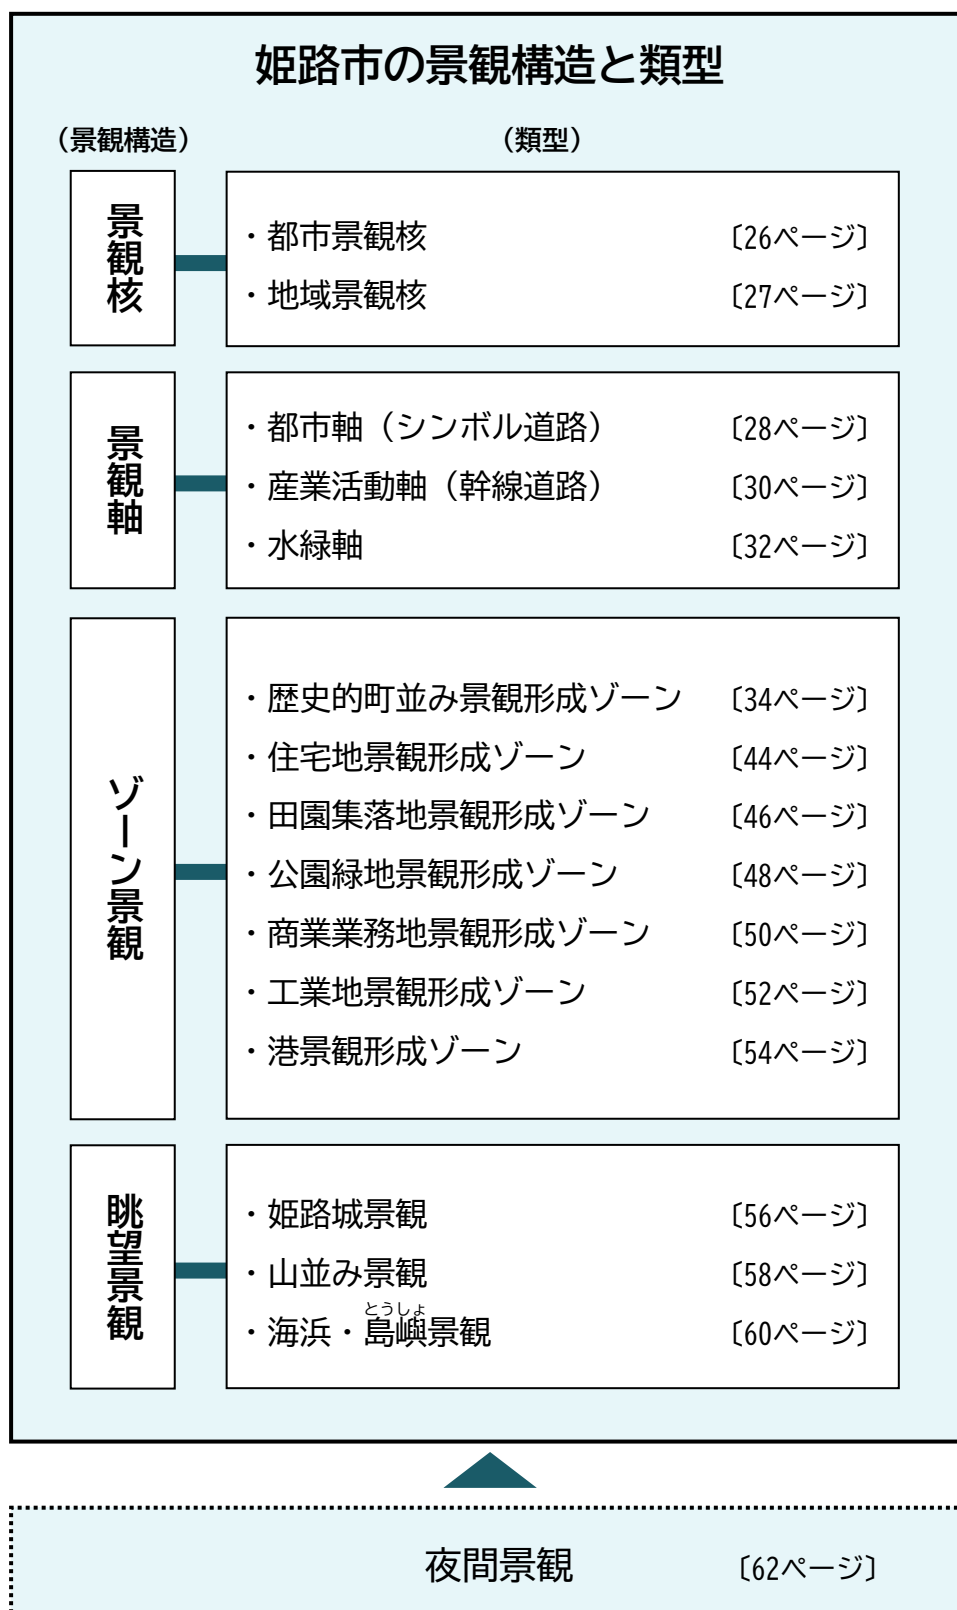 姫路市の景観構造と類型
（景観構造） （類型）
景観核
・都市景観核 〔26ページ〕
・地域景観核 〔27ページ〕
景観軸
・都市軸（シンボル道路） 〔28ページ〕
・産業活動軸（幹線道路） 〔30ページ〕
・水緑軸 〔32ページ〕
ゾーン景観
・歴史的町並み景観形成ゾーン 〔34ページ〕
・住宅地景観形成ゾーン 〔44ページ〕
・田園集落地景観形成ゾーン 〔46ページ〕
・公園緑地景観形成ゾーン 〔48ページ〕
・商業業務地景観形成ゾーン 〔50ページ〕
・工業地景観形成ゾーン 〔52ページ〕
・港景観形成ゾーン 〔54ページ〕
眺望景観
・姫路城景観 〔56ページ〕
・山並み景観 〔58ページ〕
とうしょ
・海浜・島嶼景観 〔60ページ〕
夜間景観 〔62ページ〕